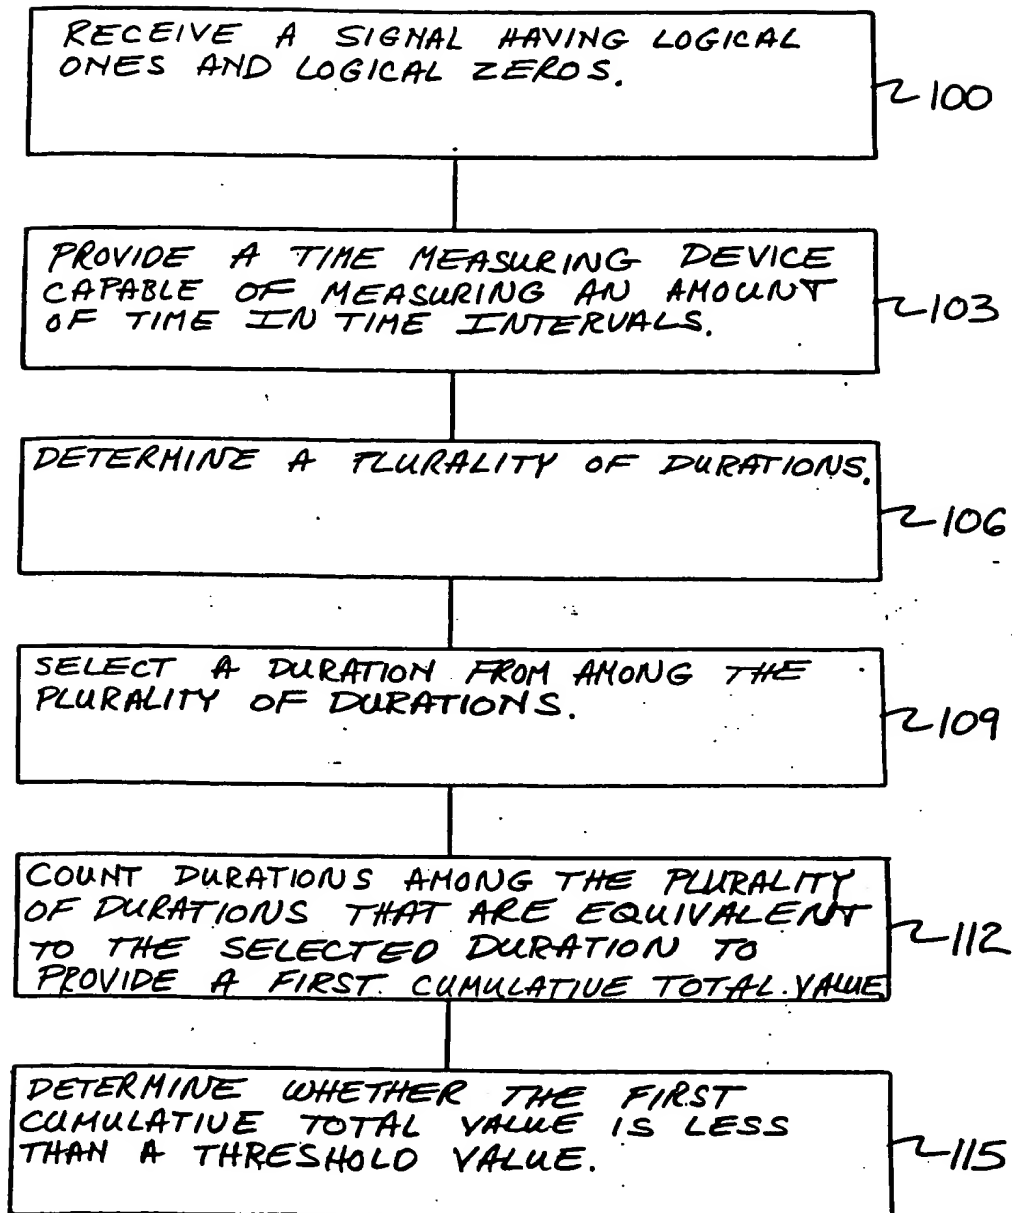 RECEIVE A SIGNAL HAVING LOGICAL
ONES AND LOGICAL ZEROS.
100
PROVIDE A TIME MEASURING DEVICE
CAPABLE OF MEASURING AN AMOUNT
OF TIME IN TIME INTERVALS.
103
DETERMINE A PLURALITY OF DURATIONS.
106
SELECT A DURATION FROM AMONG THE
PLURALITY OF DURATIONS.
109
COUNT DURATIONS AMONG THE PLURALITY
OF DURATIONS THAT ARE EQUIVALENT
TO THE SELECTED DURATION TO
PROVIDE A FIRST CUMULATIVE TOTAL VALUE
112
DETERMINE WHETHER THE FIRST
CUMULATIVE TOTAL VALUE IS LESS
THAN A THRESHOLD VALUE.
115